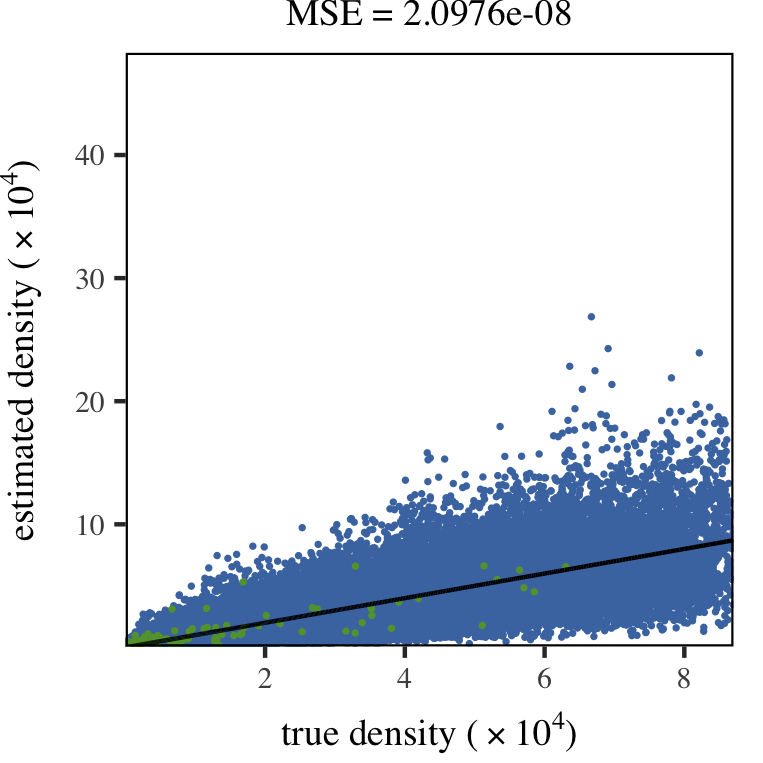 MSE = 2.0976e-08
estimated density ( × 10⁴)
40
30
20
10
2 4 6 8
true density ( × 10⁴)